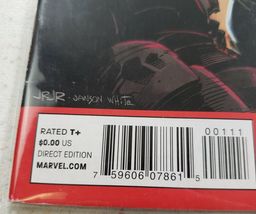 JRJR - JANSON WHITE
RATED T+
$0.00 US
DIRECT EDITION
MARVEL.COM
00111
7 59606 07861 5